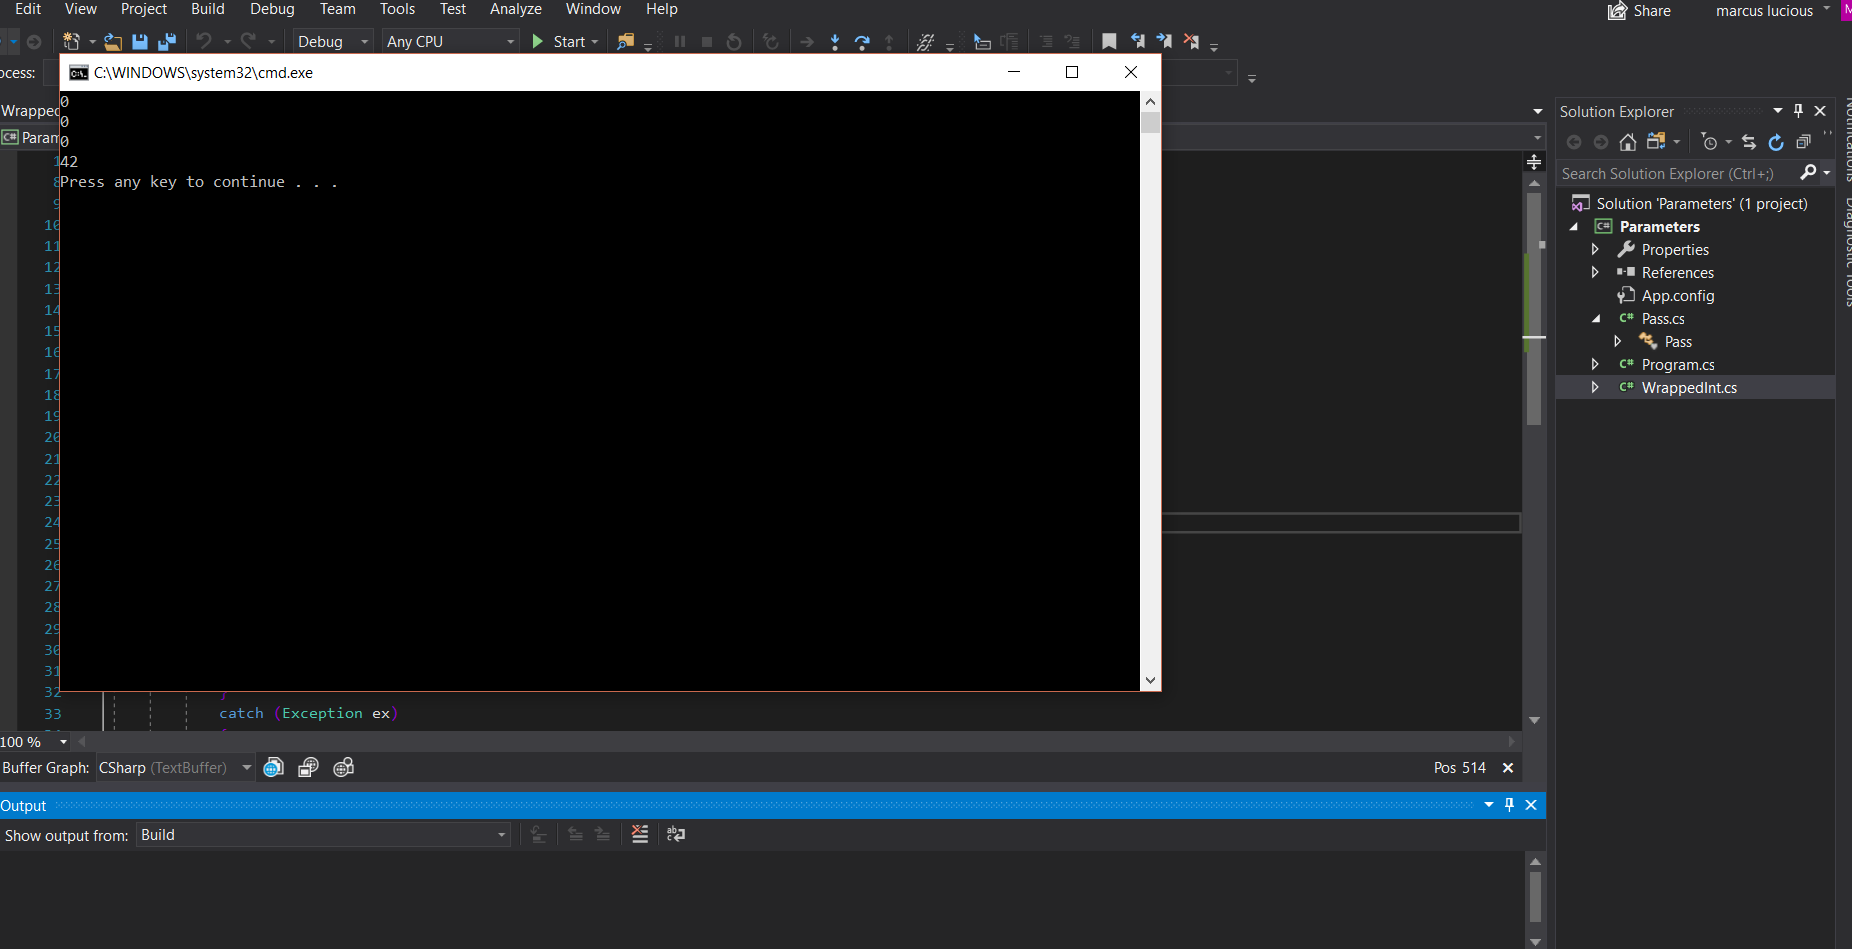 Edit View Project Build Debug Team Tools Test Analyze Window Help
Share marcus lucious M
Debug Any CPU Start
ocess:
C:\WINDOWS\system32\cmd.exe
Wrapped
Param
0
0
0
42
Press any key to continue . . .
8
9
10
11
12
13
14
15
16
17
18
19
20
21
22
23
24
25
26
27
28
29
30
31
32 }
33 catch (Exception ex)
100 %
Buffer Graph: CSharp (TextBuffer) Pos 514
Output
Show output from: Build
Solution Explorer
Search Solution Explorer (Ctrl+;)
Solution 'Parameters' (1 project)
C# Parameters
Properties
References
App.config
C# Pass.cs
Pass
C# Program.cs
C# WrappedInt.cs
Notifications
Diagnostic Tools